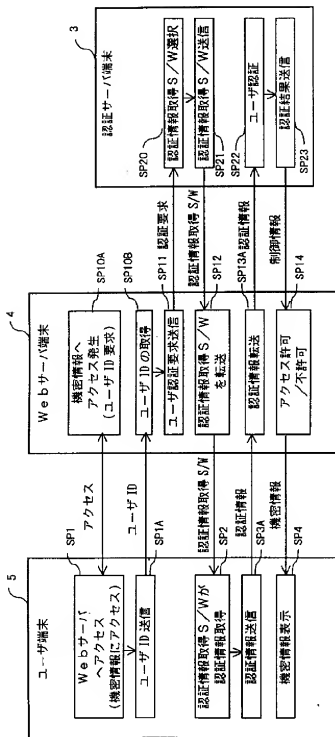 5
ユーザ端末
SP1
Webサーバ
へアクセス
(機密情報にアクセス)
ユーザID送信
SP1A
認証情報取得S/Wが
認証情報取得
SP2
認証情報送信
SP3A
機密情報表示
SP4
アクセス
ユーザID
認証情報取得S/W
認証情報
機密情報
4
Webサーバ端末
機密情報へ
アクセス発生
(ユーザID要求)
SP10A
ユーザIDの取得
SP10B
ユーザ認証要求送信
SP11
認証情報取得S/W
を転送
SP12
認証情報転送
SP13A
アクセス許可
/不許可
SP14
認証要求
認証情報取得S/W
認証情報
制御情報
3
認証サーバ端末
SP20
認証情報取得S/W選択
認証情報取得S/W送信
SP21
SP22
ユーザ認証
認証結果送信
SP23